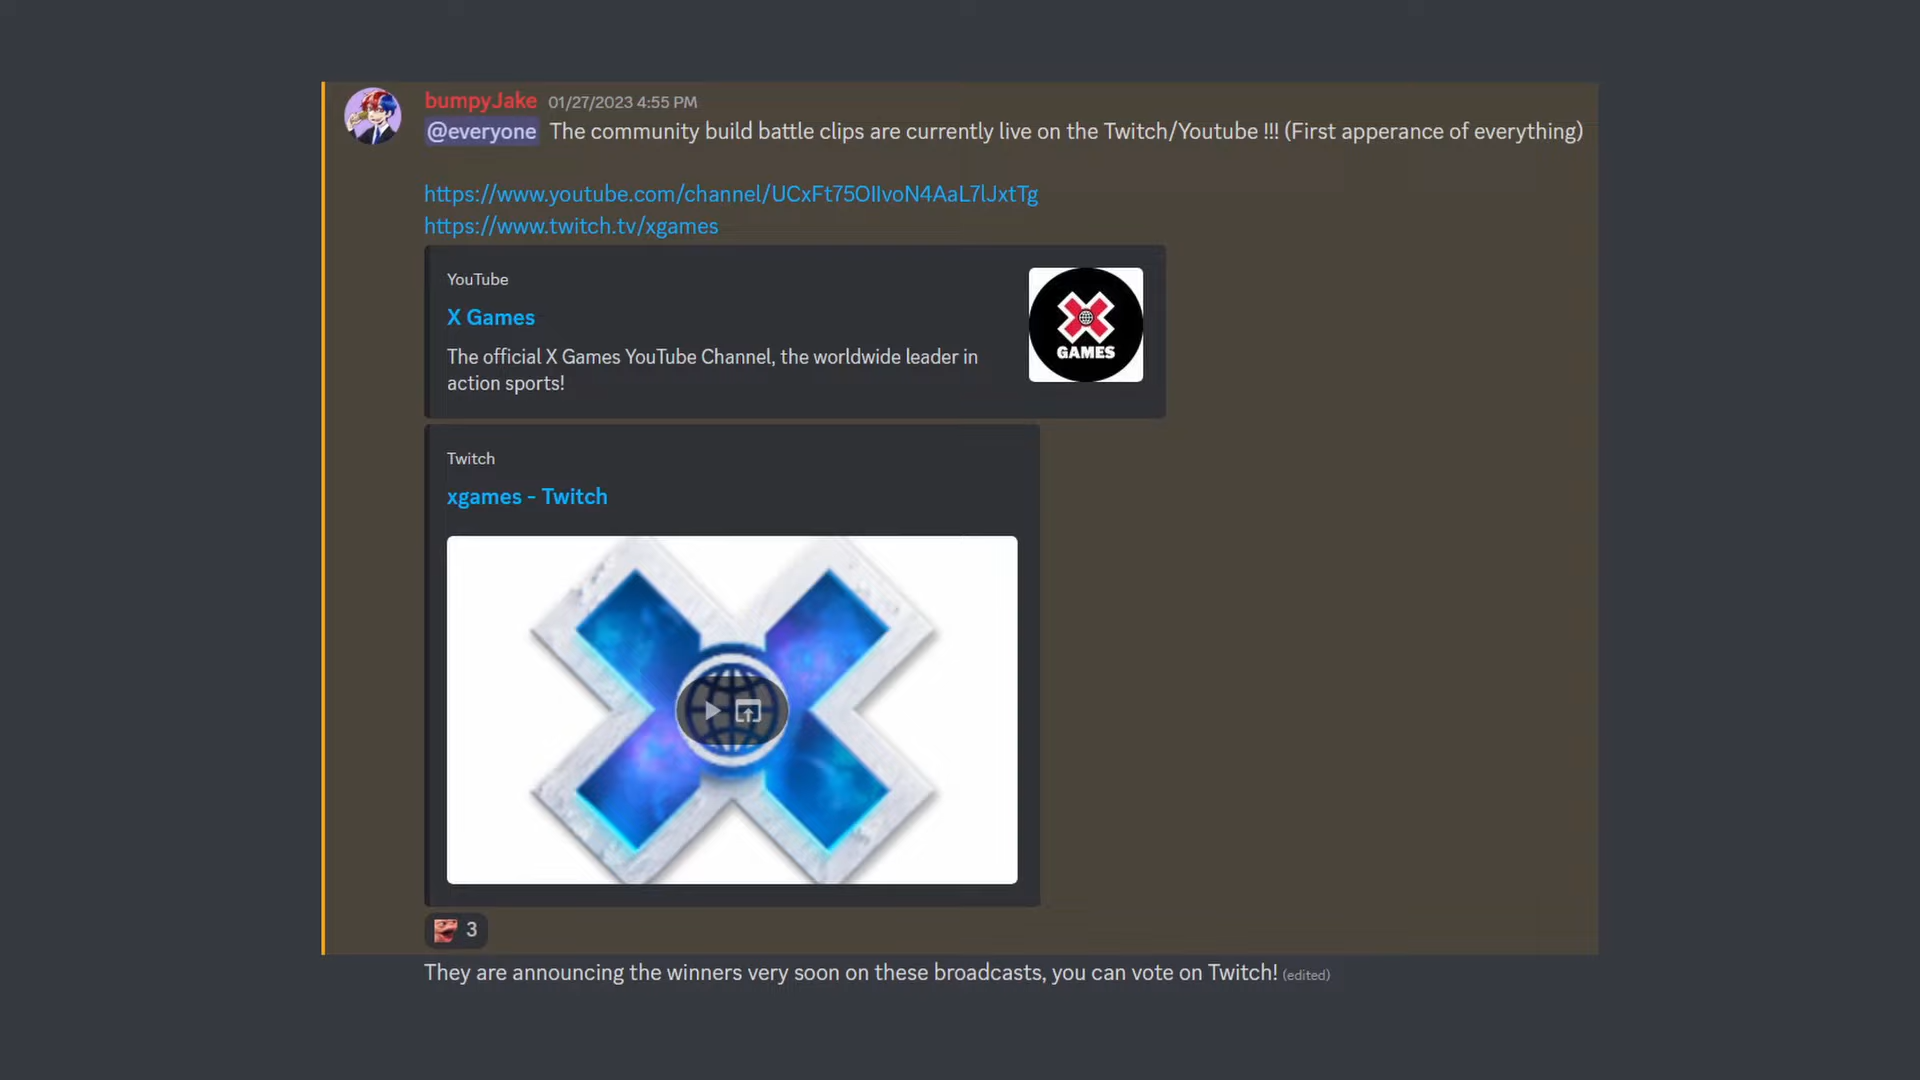 bumpyJake 01/27/2023 4:55 PM
@everyone The community build battle clips are currently live on the Twitch/Youtube !!! (First apperance of everything)
https://www.youtube.com/channel/UCxFt75OIIvoN4AaL7lJxtTg
https://www.twitch.tv/xgames
YouTube
X Games
The official X Games YouTube Channel, the worldwide leader in
action sports!
GAMES
Twitch
xgames - Twitch
3
They are announcing the winners very soon on these broadcasts, you can vote on Twitch! (edited)